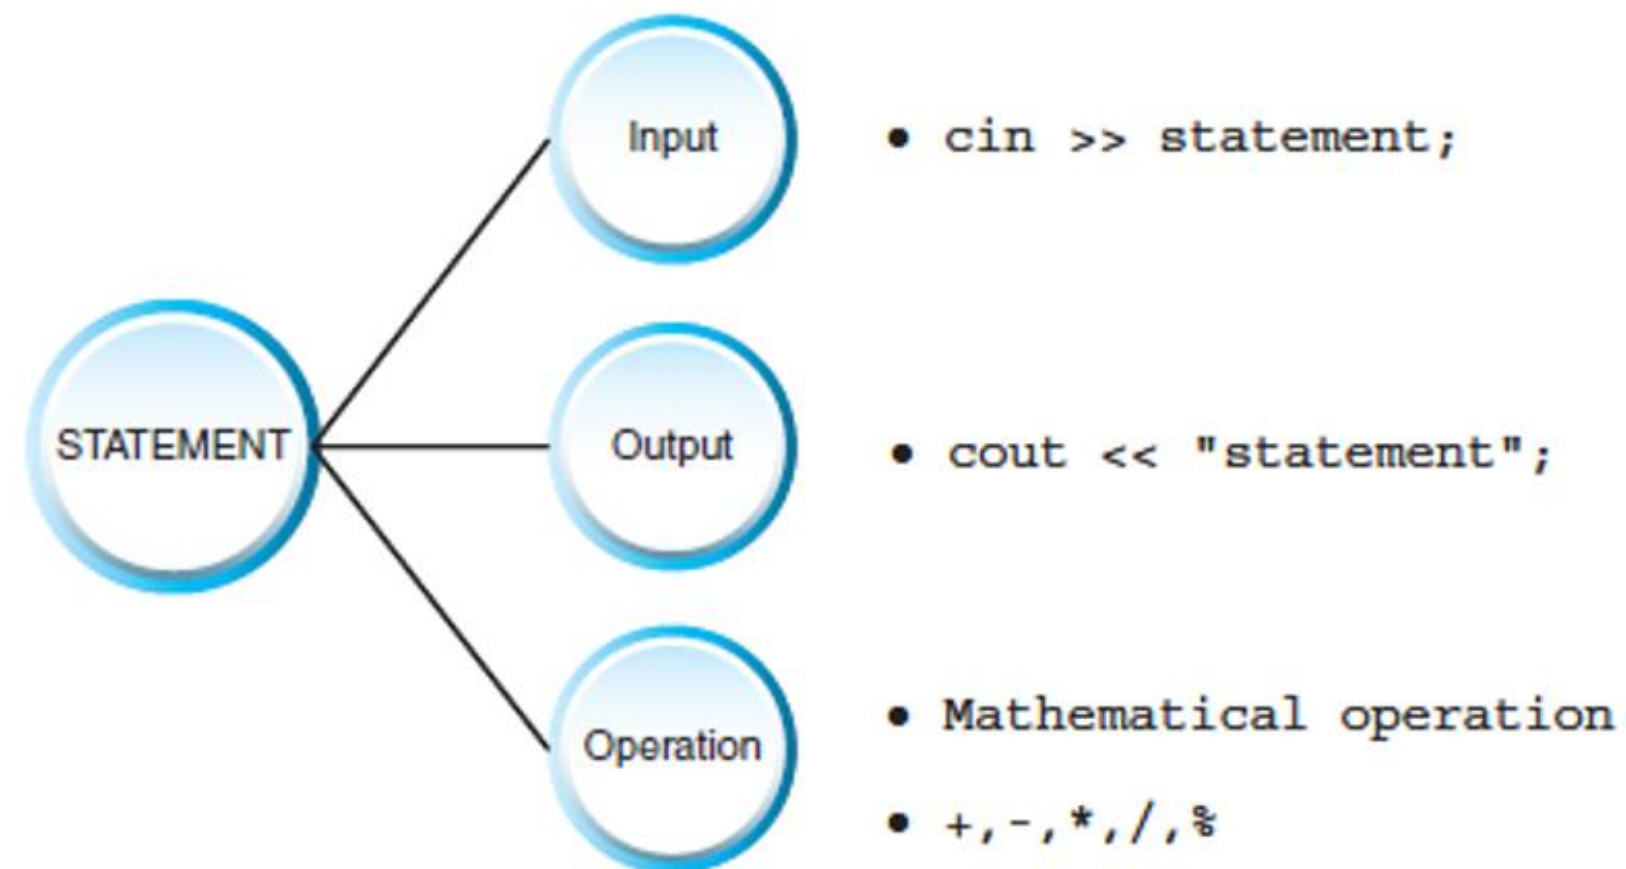 Input
• cin >> statement;
STATEMENT
Output
• cout << "statement";
Operation
• Mathematical operation
• +,-,*,/,%